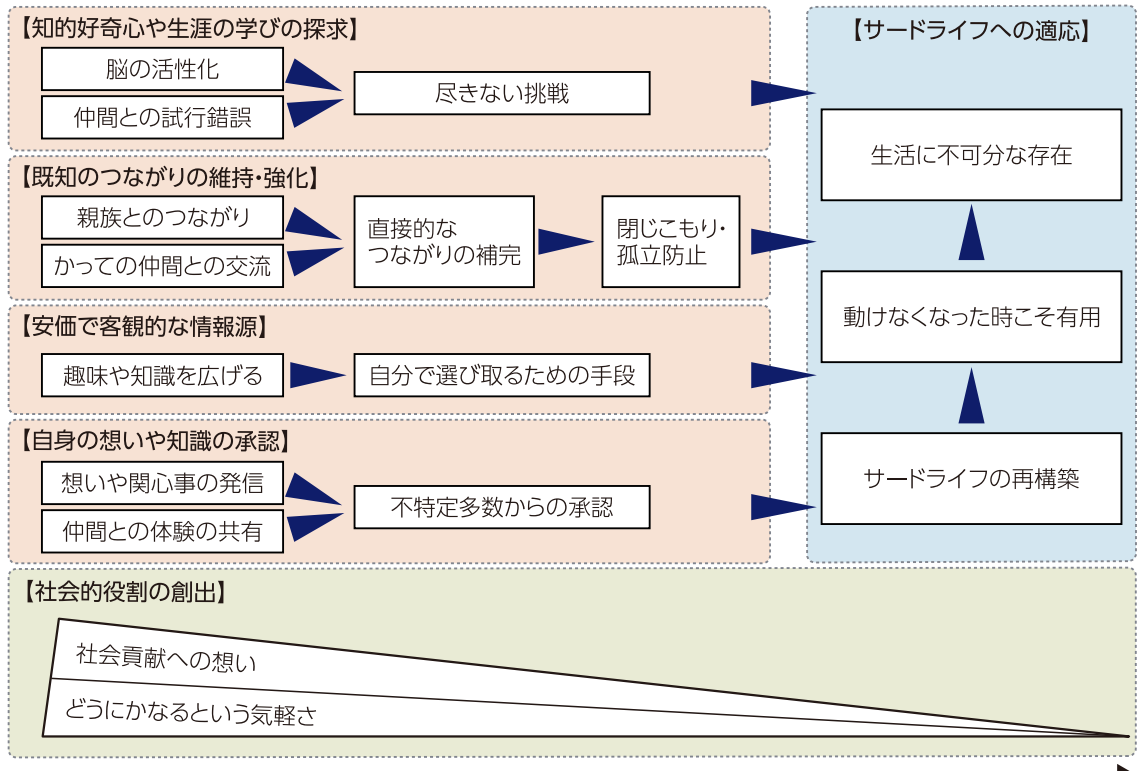 【知的好奇心や生涯の学びの探求】
脳の活性化
仲間との試行錯誤
尽きない挑戦
【既知のつながりの維持・強化】
親族とのつながり
かっての仲間との交流
直接的な
つながりの補完
閉じこもり・
孤立防止
【安価で客観的な情報源】
趣味や知識を広げる
自分で選び取るための手段
【自身の想いや知識の承認】
想いや関心事の発信
仲間との体験の共有
不特定多数からの承認
【サードライフへの適応】
生活に不可分な存在
動けなくなった時こそ有用
サードライフの再構築
【社会的役割の創出】
社会貢献への想い
どうにかなるという気軽さ